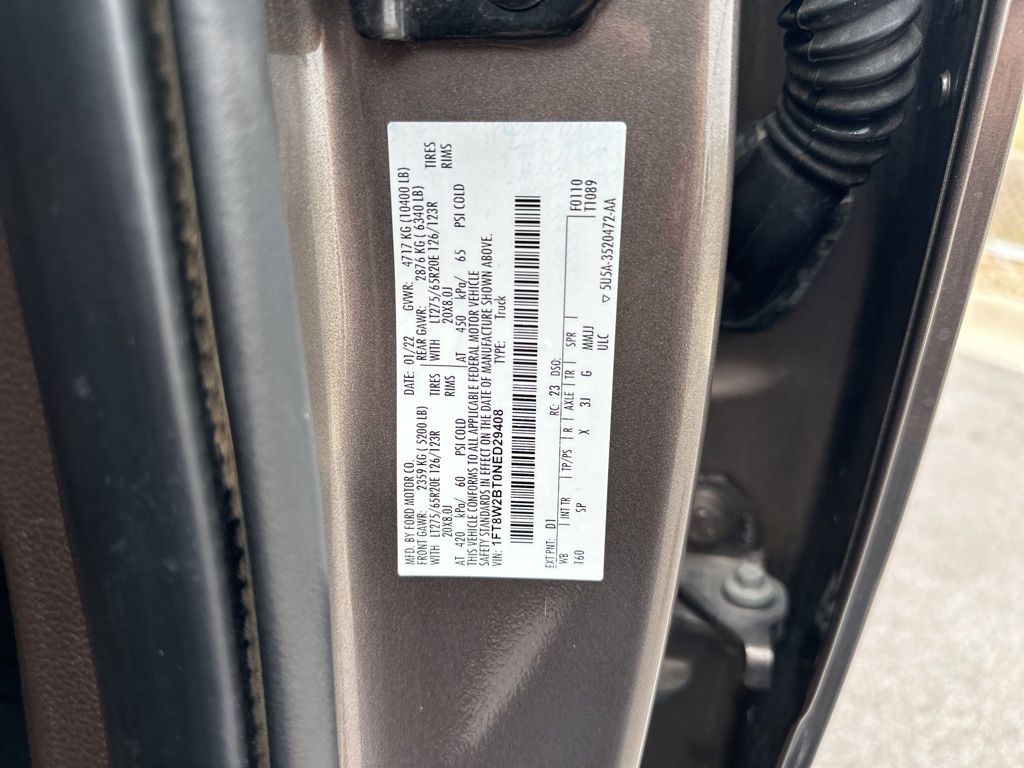 MFD. BY FORD MOTOR CO. DATE: 01/22 GVWR: 4717 KG (10400 LB)
FRONT GAWR: 2359 KG ( 5200 LB) REAR GAWR: 2876 KG ( 6340 LB)
WITH LT275/65R20E 126/123R TIRES WITH LT275/65R20E 126/123R TIRES
20X8.0J RIMS 20X8.0J RIMS
AT 420 kPa/ 60 PSI COLD AT 450 kPa/ 65 PSI COLD
THIS VEHICLE CONFORMS TO ALL APPLICABLE FEDERAL MOTOR VEHICLE
SAFETY STANDARDS IN EFFECT ON THE DATE OF MANUFACTURE SHOWN ABOVE.
VIN: 1FT8W2BT0NED29408 TYPE: Truck
EXT PNT: D1 RC: 23 DSO: F0110
WB INT TR TP/PS R AXLE TR SPR T1089
160 SP X 3J G MMJJ ▽ 5U5A-3520472-AA
ULC